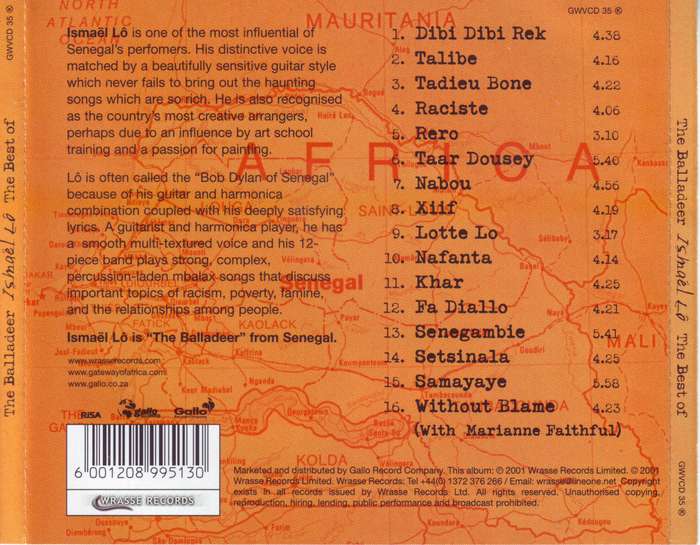 GWVCD 35
Ismaël Lô is one of the most influential of
Senegal's perfomers. His distinctive voice is
matched by a beautifully sensitive guitar style
which never fails to bring out the haunting
songs which are so rich. He is also recognised
as the country's most creative arrangers,
perhaps due to an influence by art school
training and a passion for painting.
Lô is often called the "Bob Dylan of Senegal"
because of his guitar and harmonica
combination coupled with his deeply satisfying
lyrics. A guitarist and harmonica player, he has
a smooth multi-textured voice and his 12-
piece band plays strong, complex,
percussion-laden mbalax songs that discuss
important topics of racism, poverty, famine,
and the relationships among people.
Ismaël Lô is "The Balladeer" from Senegal.
www.wrasserecords.com
www.gatewayofafrica.com/
www.gallo.co.za
RiSA
gallo
Gallo
6 001208 995130
WRASSE RECORDS
1. Dibi Dibi Rek 4.38
2. Talibe 4.16
3. Tadieu Bone 4.22
4. Raciste 4.06
5. Rero 3.10
6. Taar Dousey 5.40
7. Nabou 4.56
8. Xiif 4.19
9. Lotte Lo 3.17
10. Nafanta 4.14
11. Khar 4.25
12. Fa Diallo 4.21
13. Senegambie 5.41
14. Setsinala 4.25
15. Samayaye 5.58
16. Without Blame 4.23
(With Marianne Faithful)
Marketed and distributed by Gallo Record Company. This album: © 2001 Wrasse Records Limited. © 2001
Wrasse Records Limited. Wrasse Records; Tel +44(0) 1372 376 266 / Email: wrasse@lineone.net Copyright
exists in all records issued by Wrasse Records Ltd. All rights reserved. Unauthorised copying,
reproduction, hiring, lending, public performance and broadcast prohibited.
The Balladeer Ismaël Lô The Best of
GWVCD 35
The Balladeer Ismaël Lô The Best of
GWVCD 35
NORTH
ATLANTIC
OCEAN
MAURITANIA
AFRICA
Senegal
MALI
KAOLACK
FATICK
KOLDA